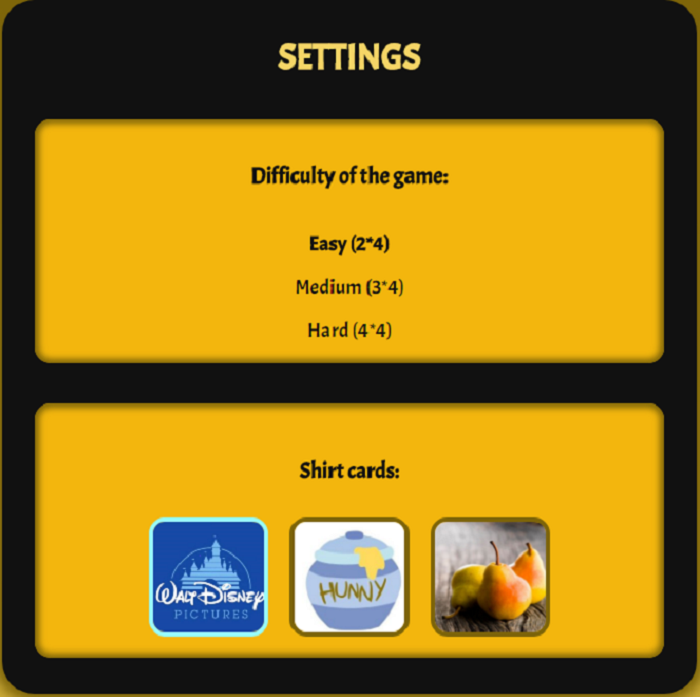 SETTINGS
Difficulty of the game:
Easy (2*4)
Medium (3*4)
Hard (4*4)
Shirt cards:
WALT DISNEY
PICTURES
HUNNY